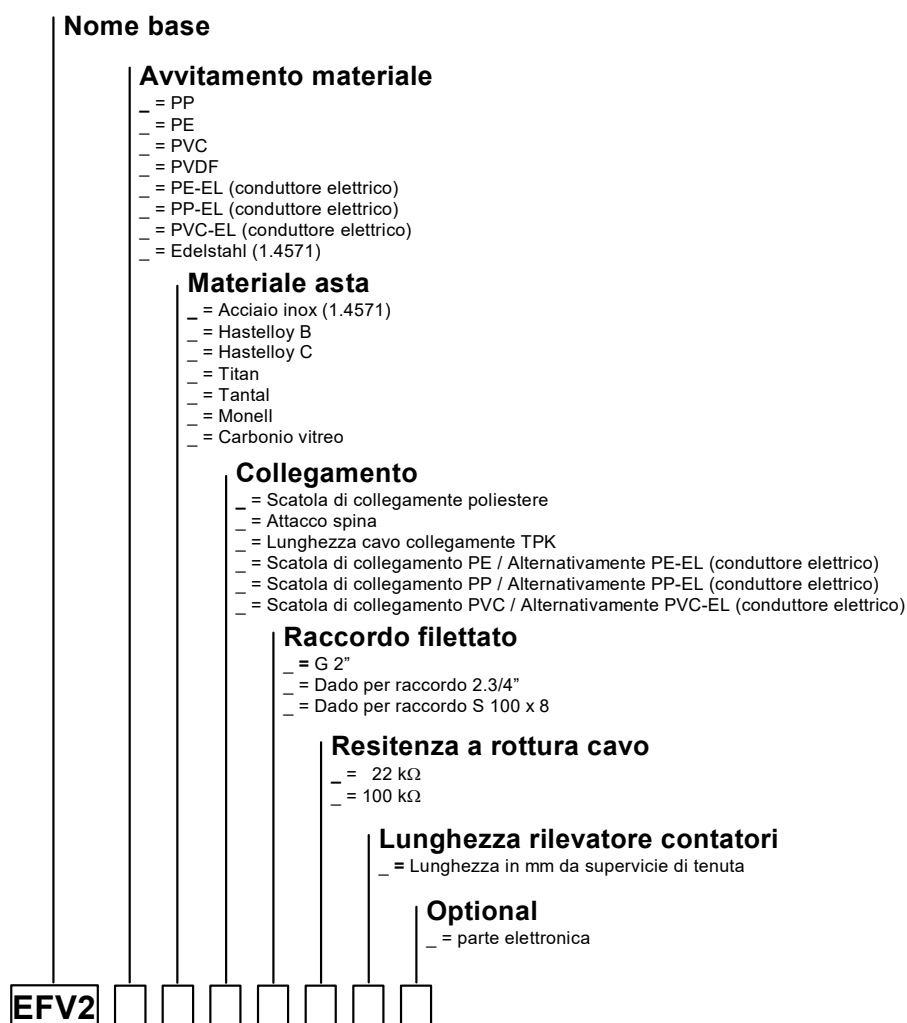 Nome base
Avvitamento materiale
_ = PP
_ = PE
_ = PVC
_ = PVDF
_ = PE-EL (conduttore elettrico)
_ = PP-EL (conduttore elettrico)
_ = PVC-EL (conduttore elettrico)
_ = Edelstahl (1.4571)
Materiale asta
_ = Acciaio inox (1.4571)
_ = Hastelloy B
_ = Hastelloy C
_ = Titan
_ = Tantal
_ = Monell
_ = Carbonio vitreo
Collegamento
_ = Scatola di collegamente poliestere
_ = Attacco spina
_ = Lunghezza cavo collegamente TPK
_ = Scatola di collegamento PE / Alternativamente PE-EL (conduttore elettrico)
_ = Scatola di collegamento PP / Alternativamente PP-EL (conduttore elettrico)
_ = Scatola di collegamento PVC / Alternativamente PVC-EL (conduttore elettrico)
Raccordo filettato
_ = G 2”
_ = Dado per raccordo 2.3/4”
_ = Dado per raccordo S 100 x 8
Resitenza a rottura cavo
_ = 22 kΩ
_ = 100 kΩ
Lunghezza rilevatore contatori
_ = Lunghezza in mm da supervicie di tenuta
Optional
_ = parte elettronica
EFV2